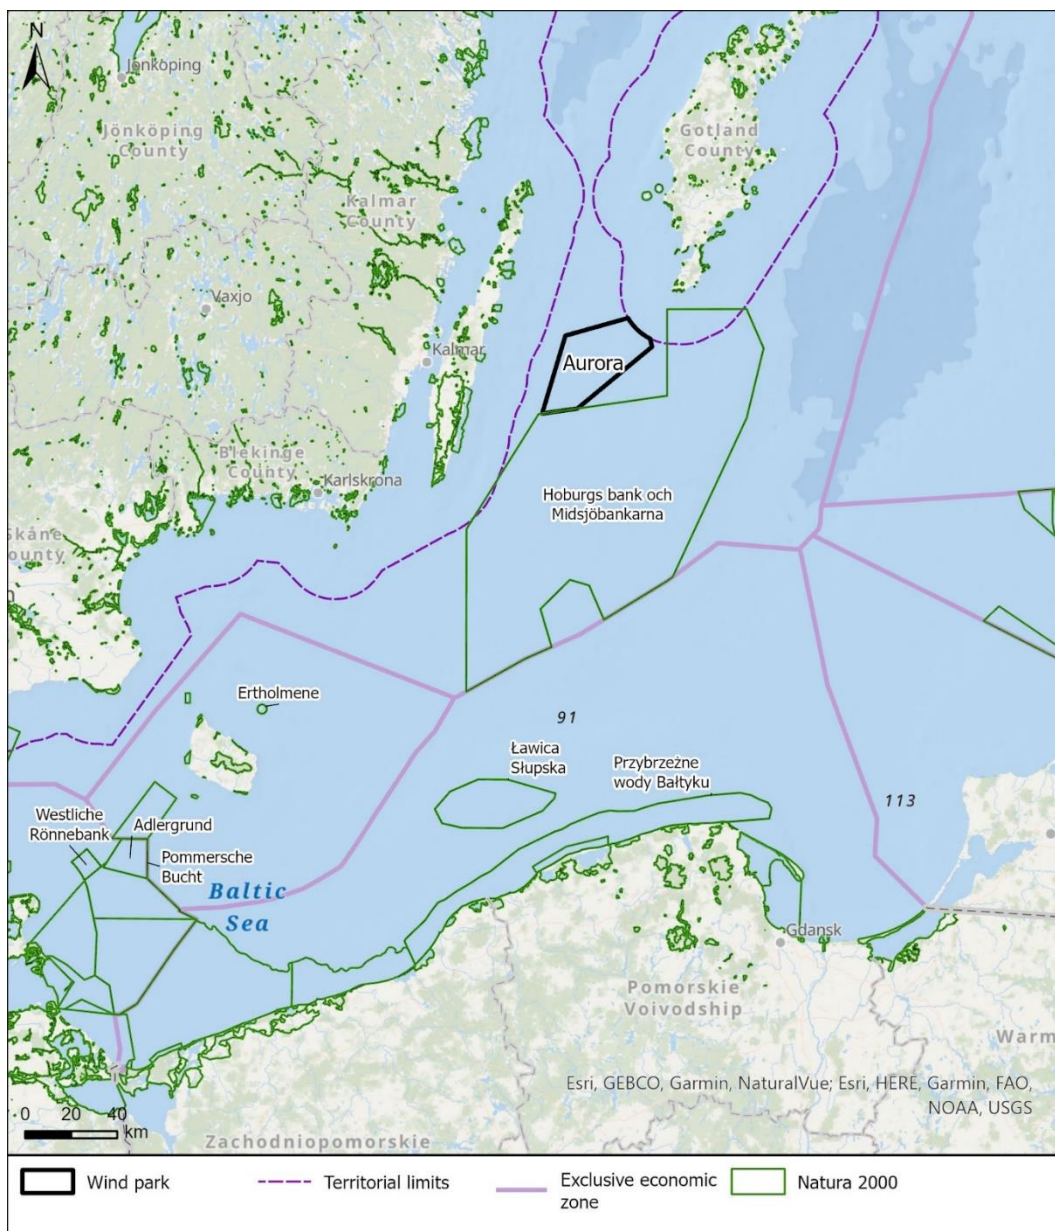 N
Jönköping
Jönköping
County
Gotland
County
Kalmar
County
Vaxjo
Kalmar
Aurora
Blekinge
County
Karlskrona
Hoburgs bank och
Midsjöbankarna
Skåne
ounty
Ertholmene
91
Ławica
Słupska
Przybrzeżne
wody Bałtyku
113
Westliche
Rönnebank
Adlergrund
Pommersche
Bucht
Baltic
Sea
Gdansk
Pomorskie
Voivodship
Warm
Esri, GEBCO, Garmin, NaturalVue; Esri, HERE, Garmin, FAO,
NOAA, USGS
0 20 40
km
Zachodniopomorskie
Wind park
Territorial limits
Exclusive economic
zone
Natura 2000